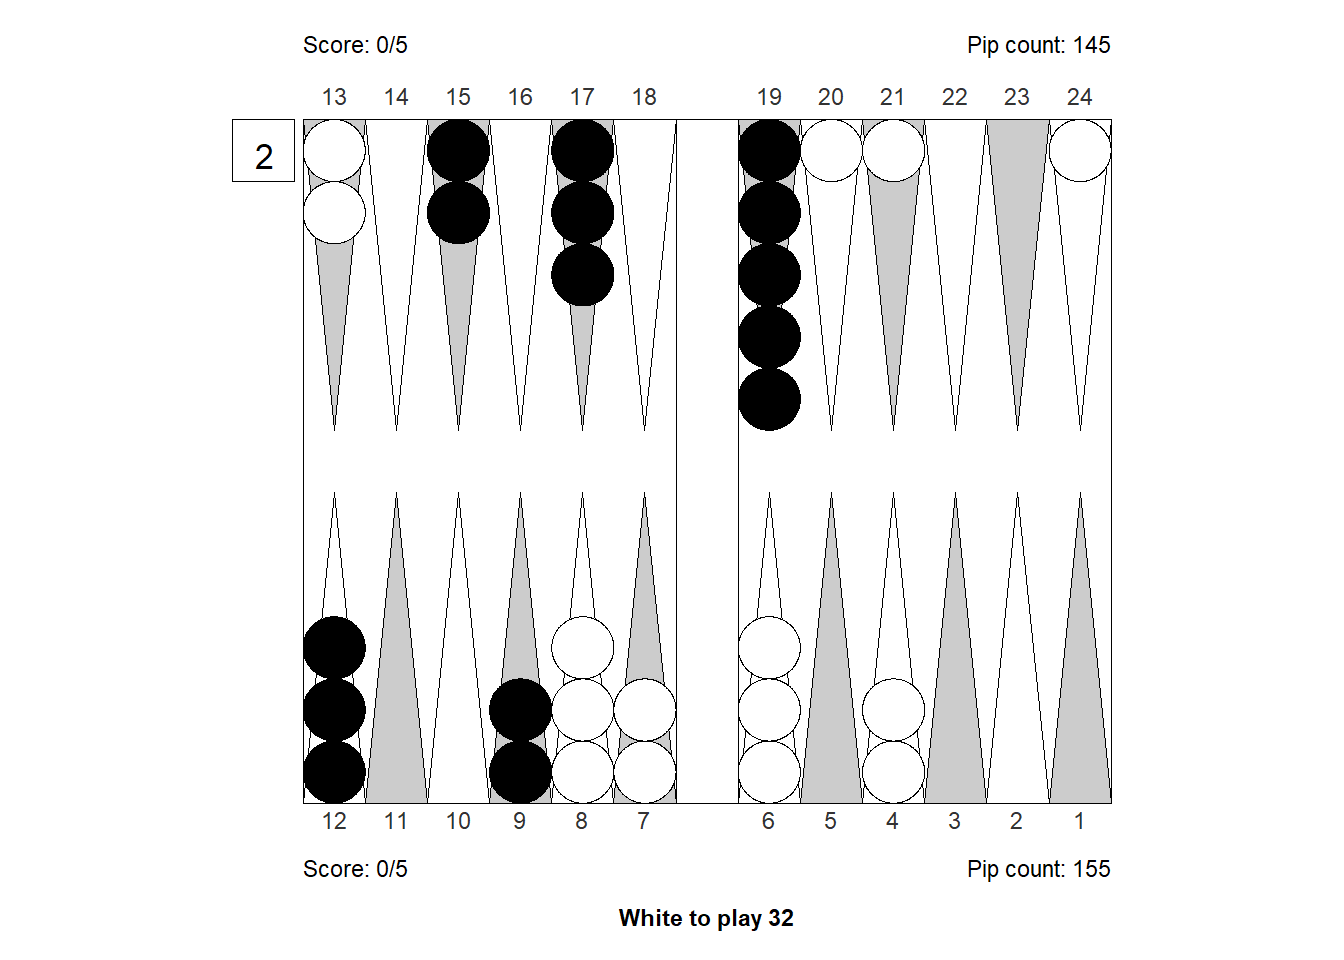 Score: 0/5 Pip count: 145
13 14 15 16 17 18 19 20 21 22 23 24
2
12 11 10 9 8 7 6 5 4 3 2 1
Score: 0/5 Pip count: 155
White to play 32